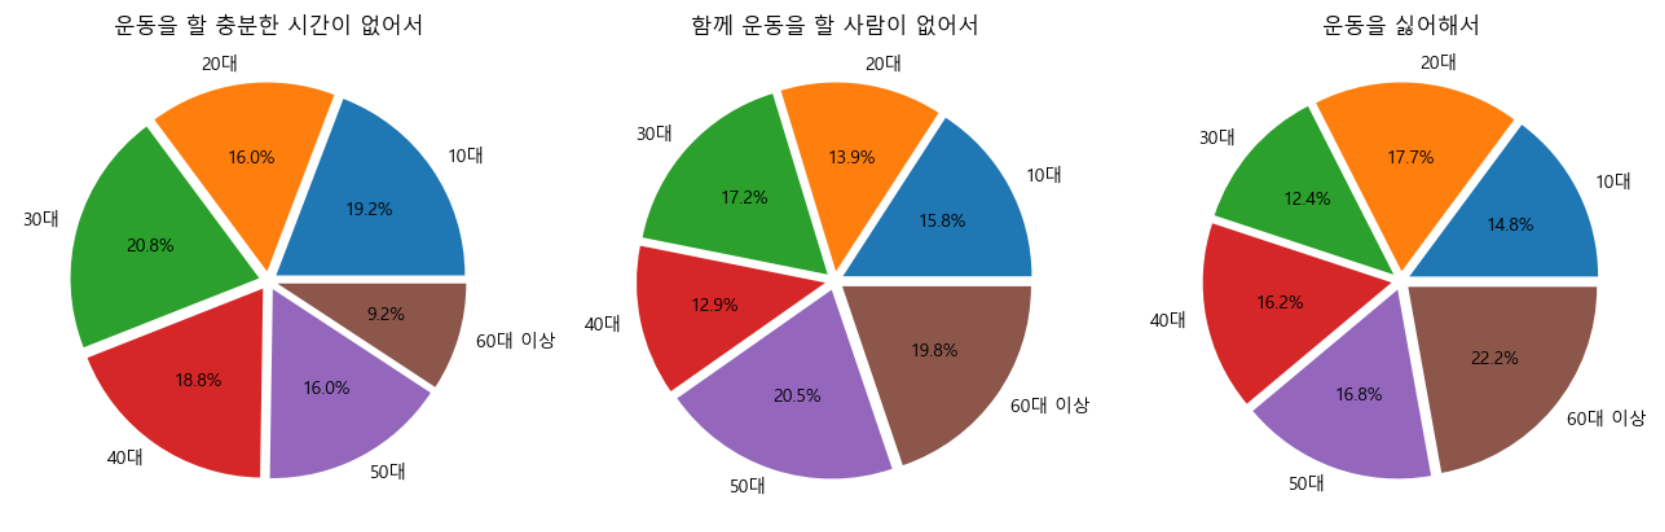 운동을 할 충분한 시간이 없어서
20대
10대
30대
40대
50대
60대 이상
16.0%
19.2%
20.8%
18.8%
16.0%
9.2%
함께 운동을 할 사람이 없어서
20대
10대
30대
40대
50대
60대 이상
13.9%
15.8%
17.2%
12.9%
20.5%
19.8%
운동을 싫어해서
20대
10대
30대
40대
50대
60대 이상
17.7%
14.8%
12.4%
16.2%
16.8%
22.2%